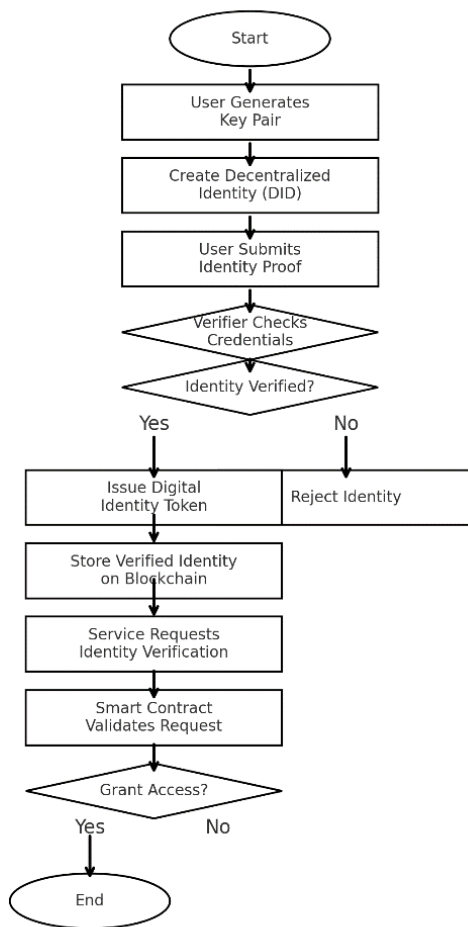 Start
User Generates
Key Pair
Create Decentralized
Identity (DID)
User Submits
Identity Proof
Verifier Checks
Credentials
Identity Verified?
Yes
No
Issue Digital
Identity Token
Reject Identity
Store Verified Identity
on Blockchain
Service Requests
Identity Verification
Smart Contract
Validates Request
Grant Access?
Yes
No
End